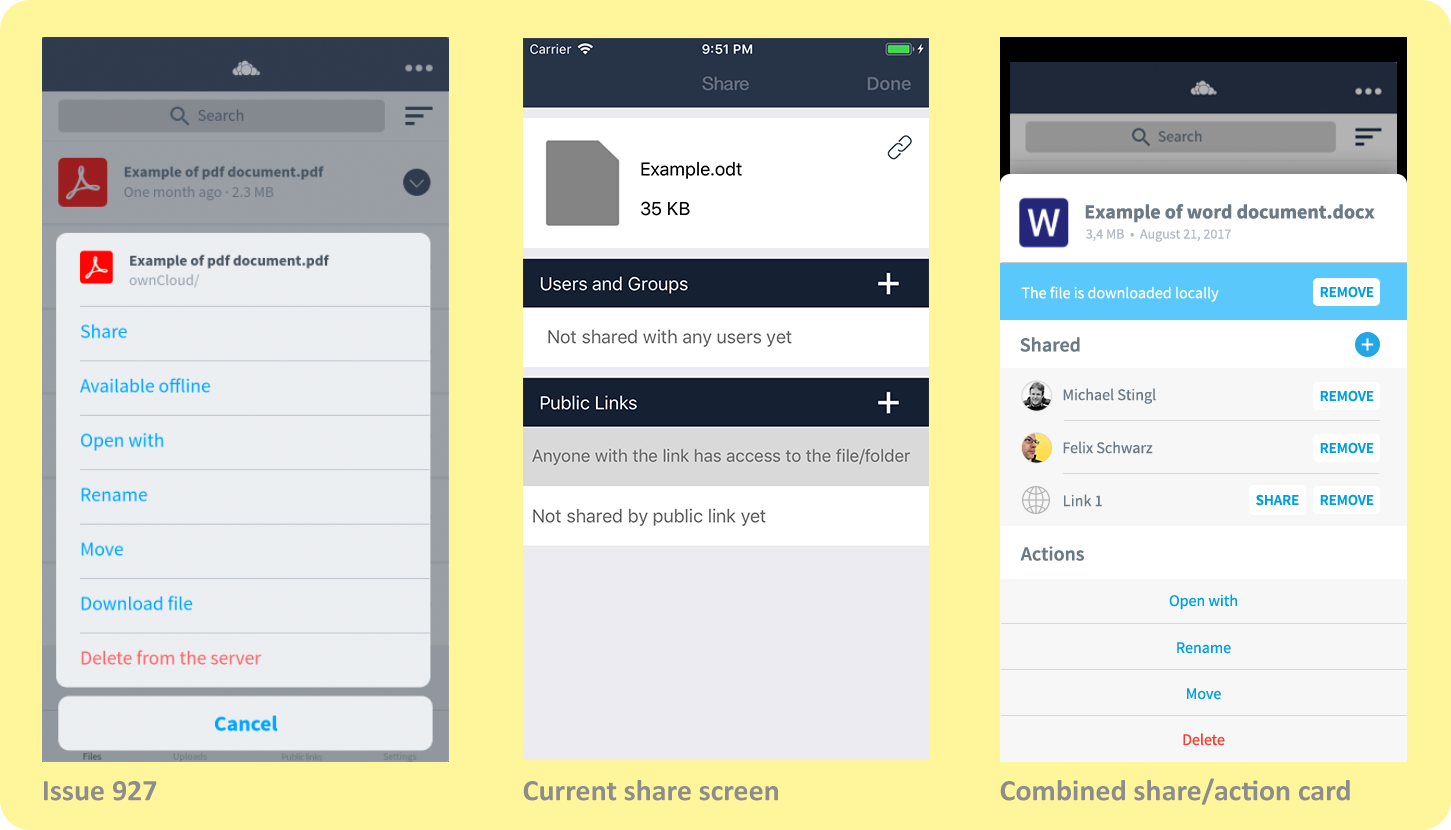 Search
Example of pdf document.pdf
One month ago · 2.3 MB
Example of pdf document.pdf
ownCloud/
Share
Available offline
Open with
Rename
Move
Download file
Delete from the server
Cancel
Files Uploads Public links Settings
Issue 927
Carrier 9:51 PM
Share Done
Example.odt
35 KB
Users and Groups
Not shared with any users yet
Public Links
Anyone with the link has access to the file/folder
Not shared by public link yet
Current share screen
Search
W Example of word document.docx
3,4 MB • August 21, 2017
The file is downloaded locally REMOVE
Shared
Michael Stingl REMOVE
Felix Schwarz REMOVE
Link 1 SHARE REMOVE
Actions
Open with
Rename
Move
Delete
Combined share/action card